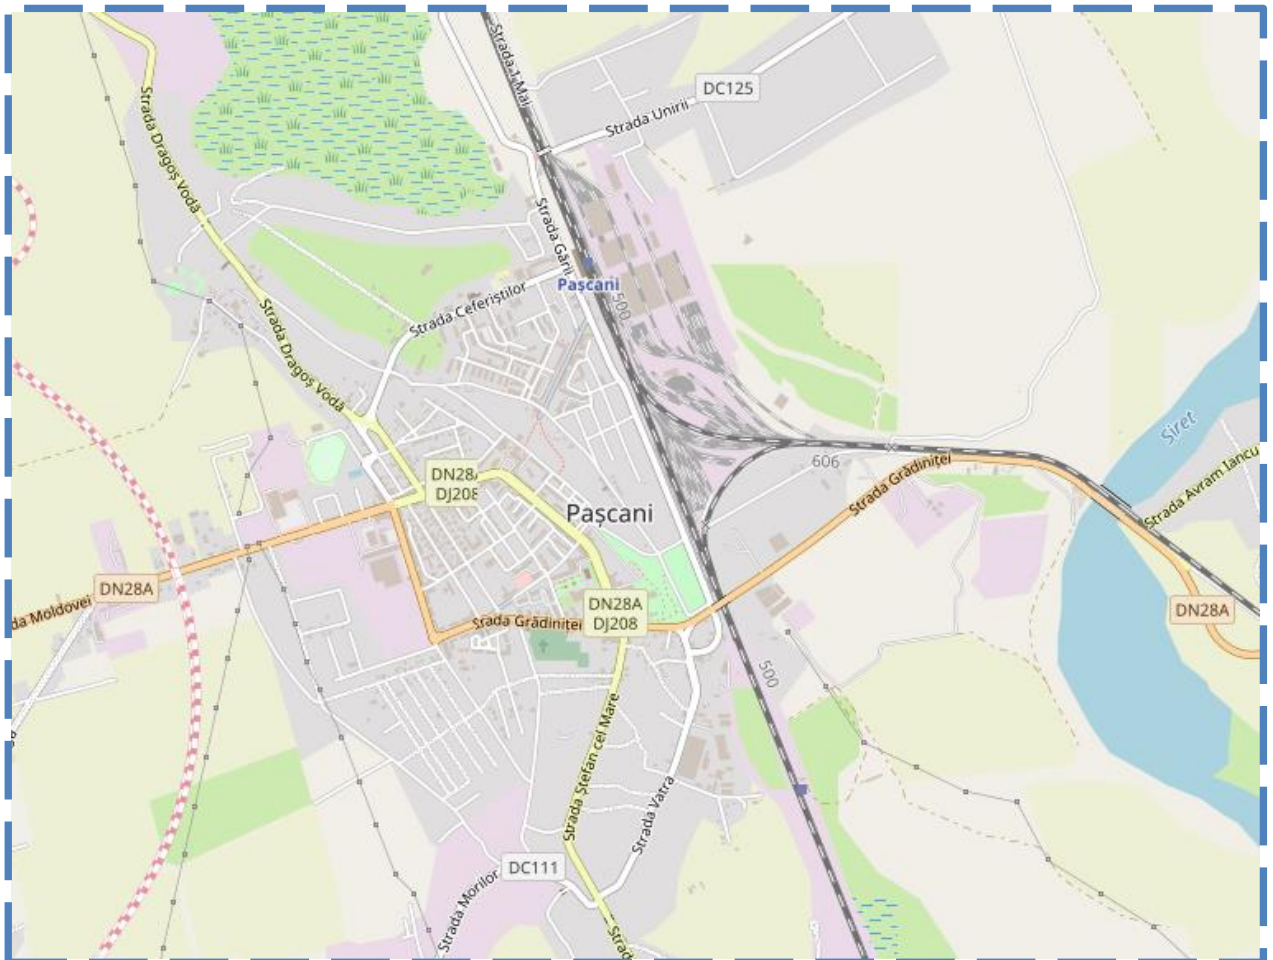 Strada 1 Mai
DC125
Strada Unirii
Strada Dragoș Vodă
Strada Gării
Pașcani
500
Strada Ceferiștilor
Strada Dragoș Vodă
Siret
606
Strada Grădiniței
Strada Avram Iancu
DN28A
DJ208
Pașcani
DN28A
da Moldovei
DN28A
DJ208
Strada Grădiniței
DN28A
500
Strada Ștefan cel Mare
Strada Vatra
DC111
Strada Morilor
Strad